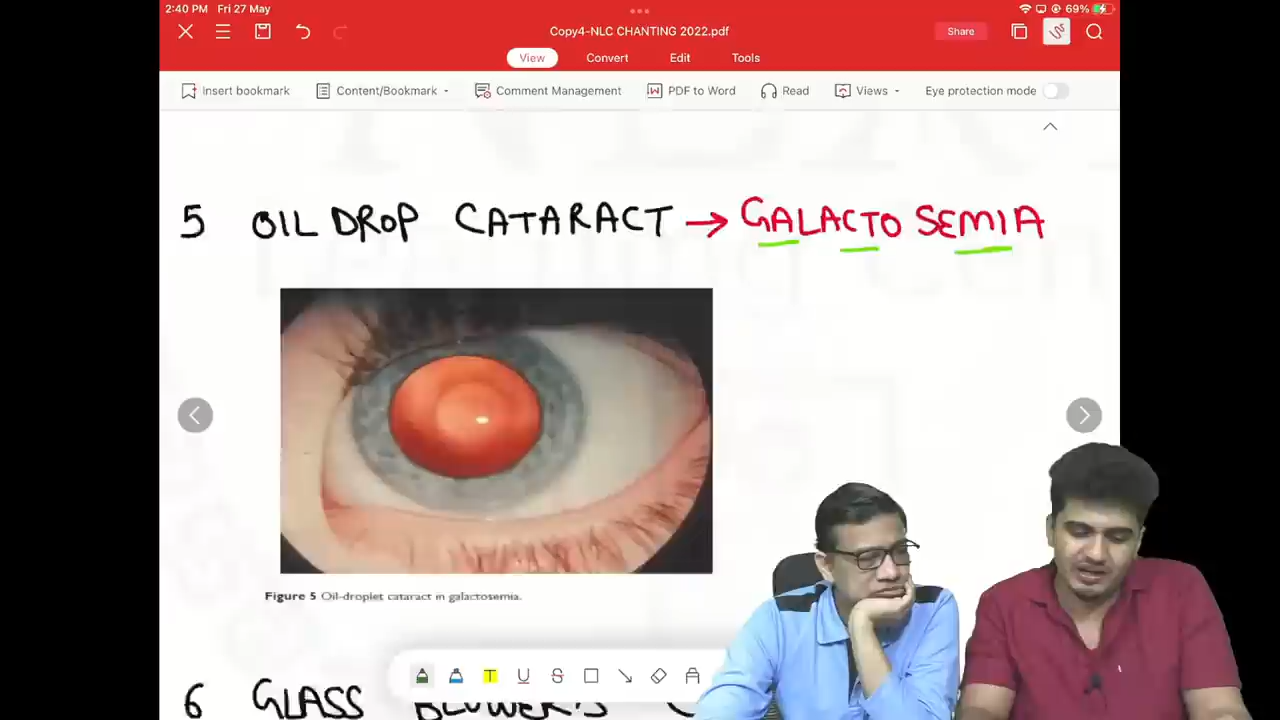 2:40 PM Fri 27 May
69%
Copy4-NLC CHANTING 2022.pdf
Share
View Convert Edit Tools
Insert bookmark Content/Bookmark Comment Management PDF to Word Read Views Eye protection mode
5 OIL DROP CATARACT → GALACTO SEMIA
Figure 5 Oil-droplet cataract in galactosemia.
T U S
6 GLASS BLOWER'S C